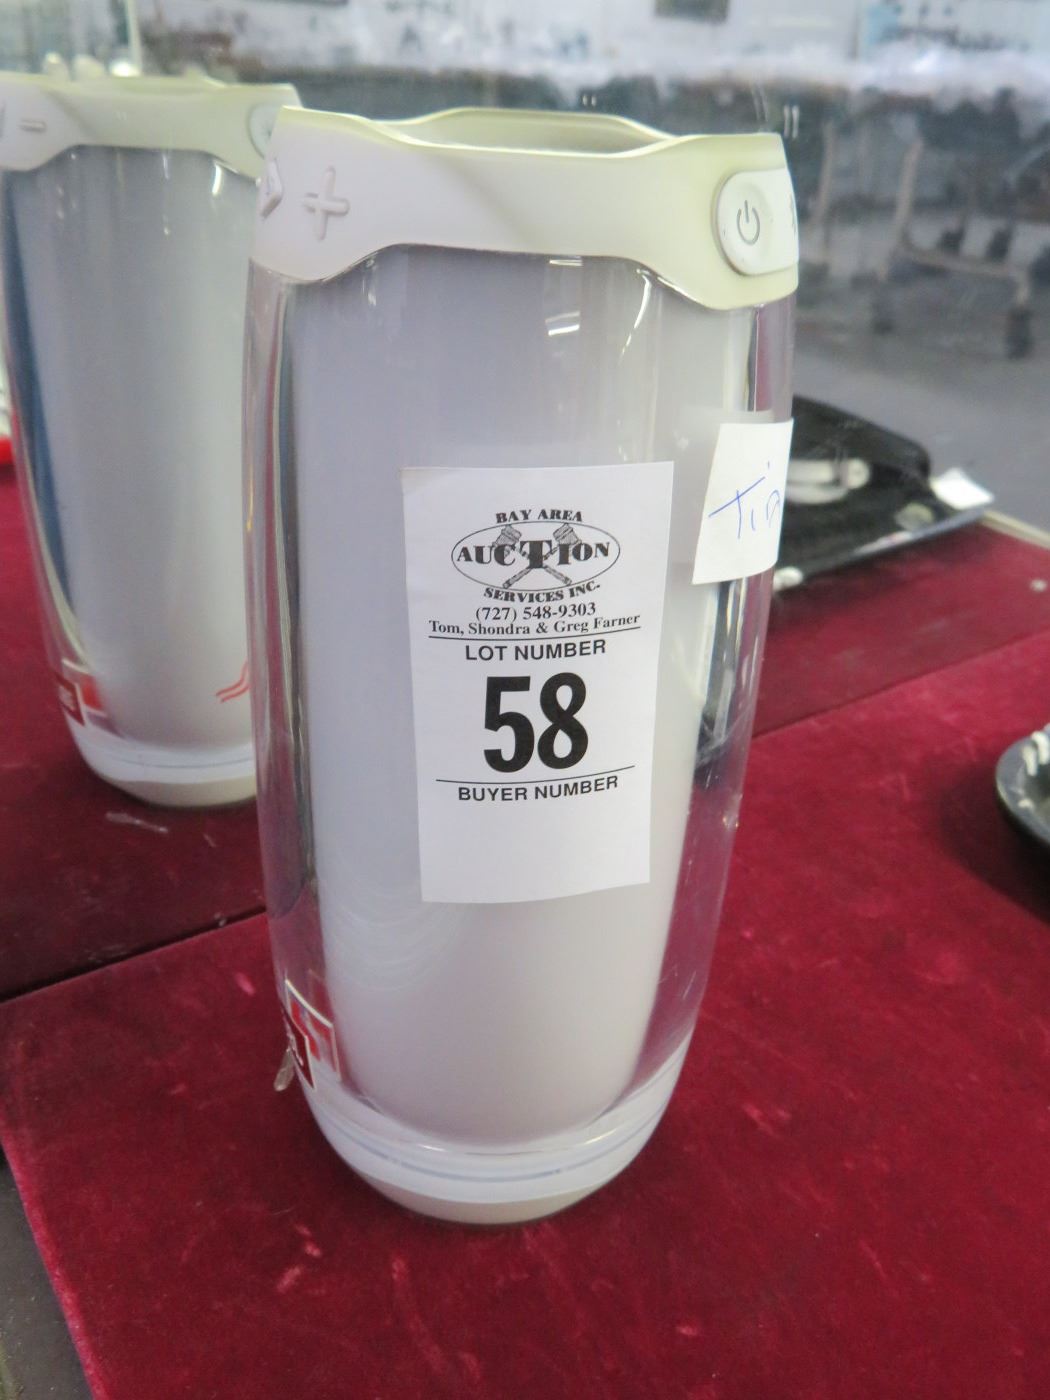 BAY AREA
AUCTION
SERVICES INC.
(727) 548-9303
Tom, Shondra & Greg Farner
LOT NUMBER
58
BUYER NUMBER